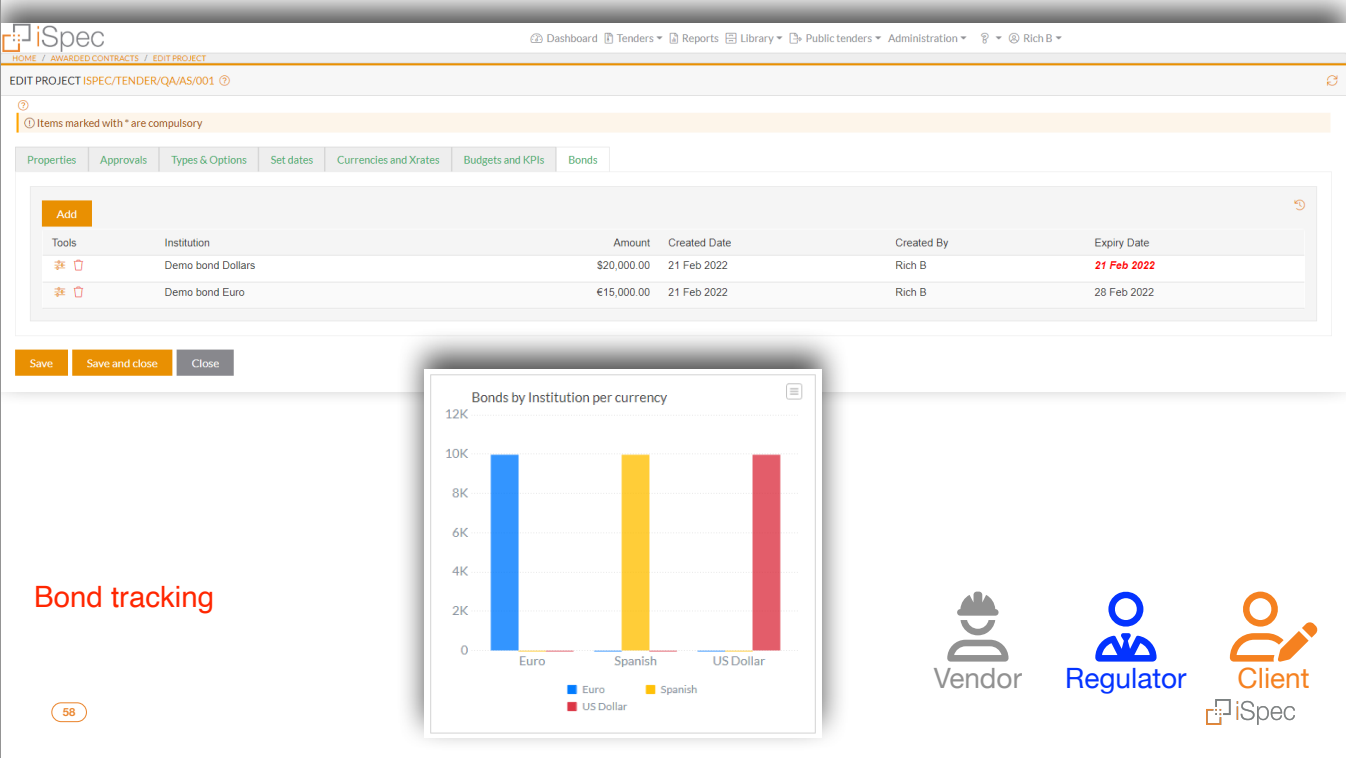 iSpec
Dashboard Tenders Reports Library Public tenders Administration Rich B
HOME / AWARDED CONTRACTS / EDIT PROJECT
EDIT PROJECT ISPEC/TENDER/QA/AS/001
Items marked with * are compulsory
Properties Approvals Types & Options Set dates Currencies and Xrates Budgets and KPIs Bonds
Add
Tools Institution Amount Created Date Created By Expiry Date
Demo bond Dollars $20,000.00 21 Feb 2022 Rich B 21 Feb 2022
Demo bond Euro €15,000.00 21 Feb 2022 Rich B 28 Feb 2022
Save Save and close Close
Bonds by Institution per currency
12K
10K
8K
6K
4K
2K
0
Euro Spanish US Dollar
Euro Spanish
US Dollar
Bond tracking
58
Vendor Regulator Client
iSpec